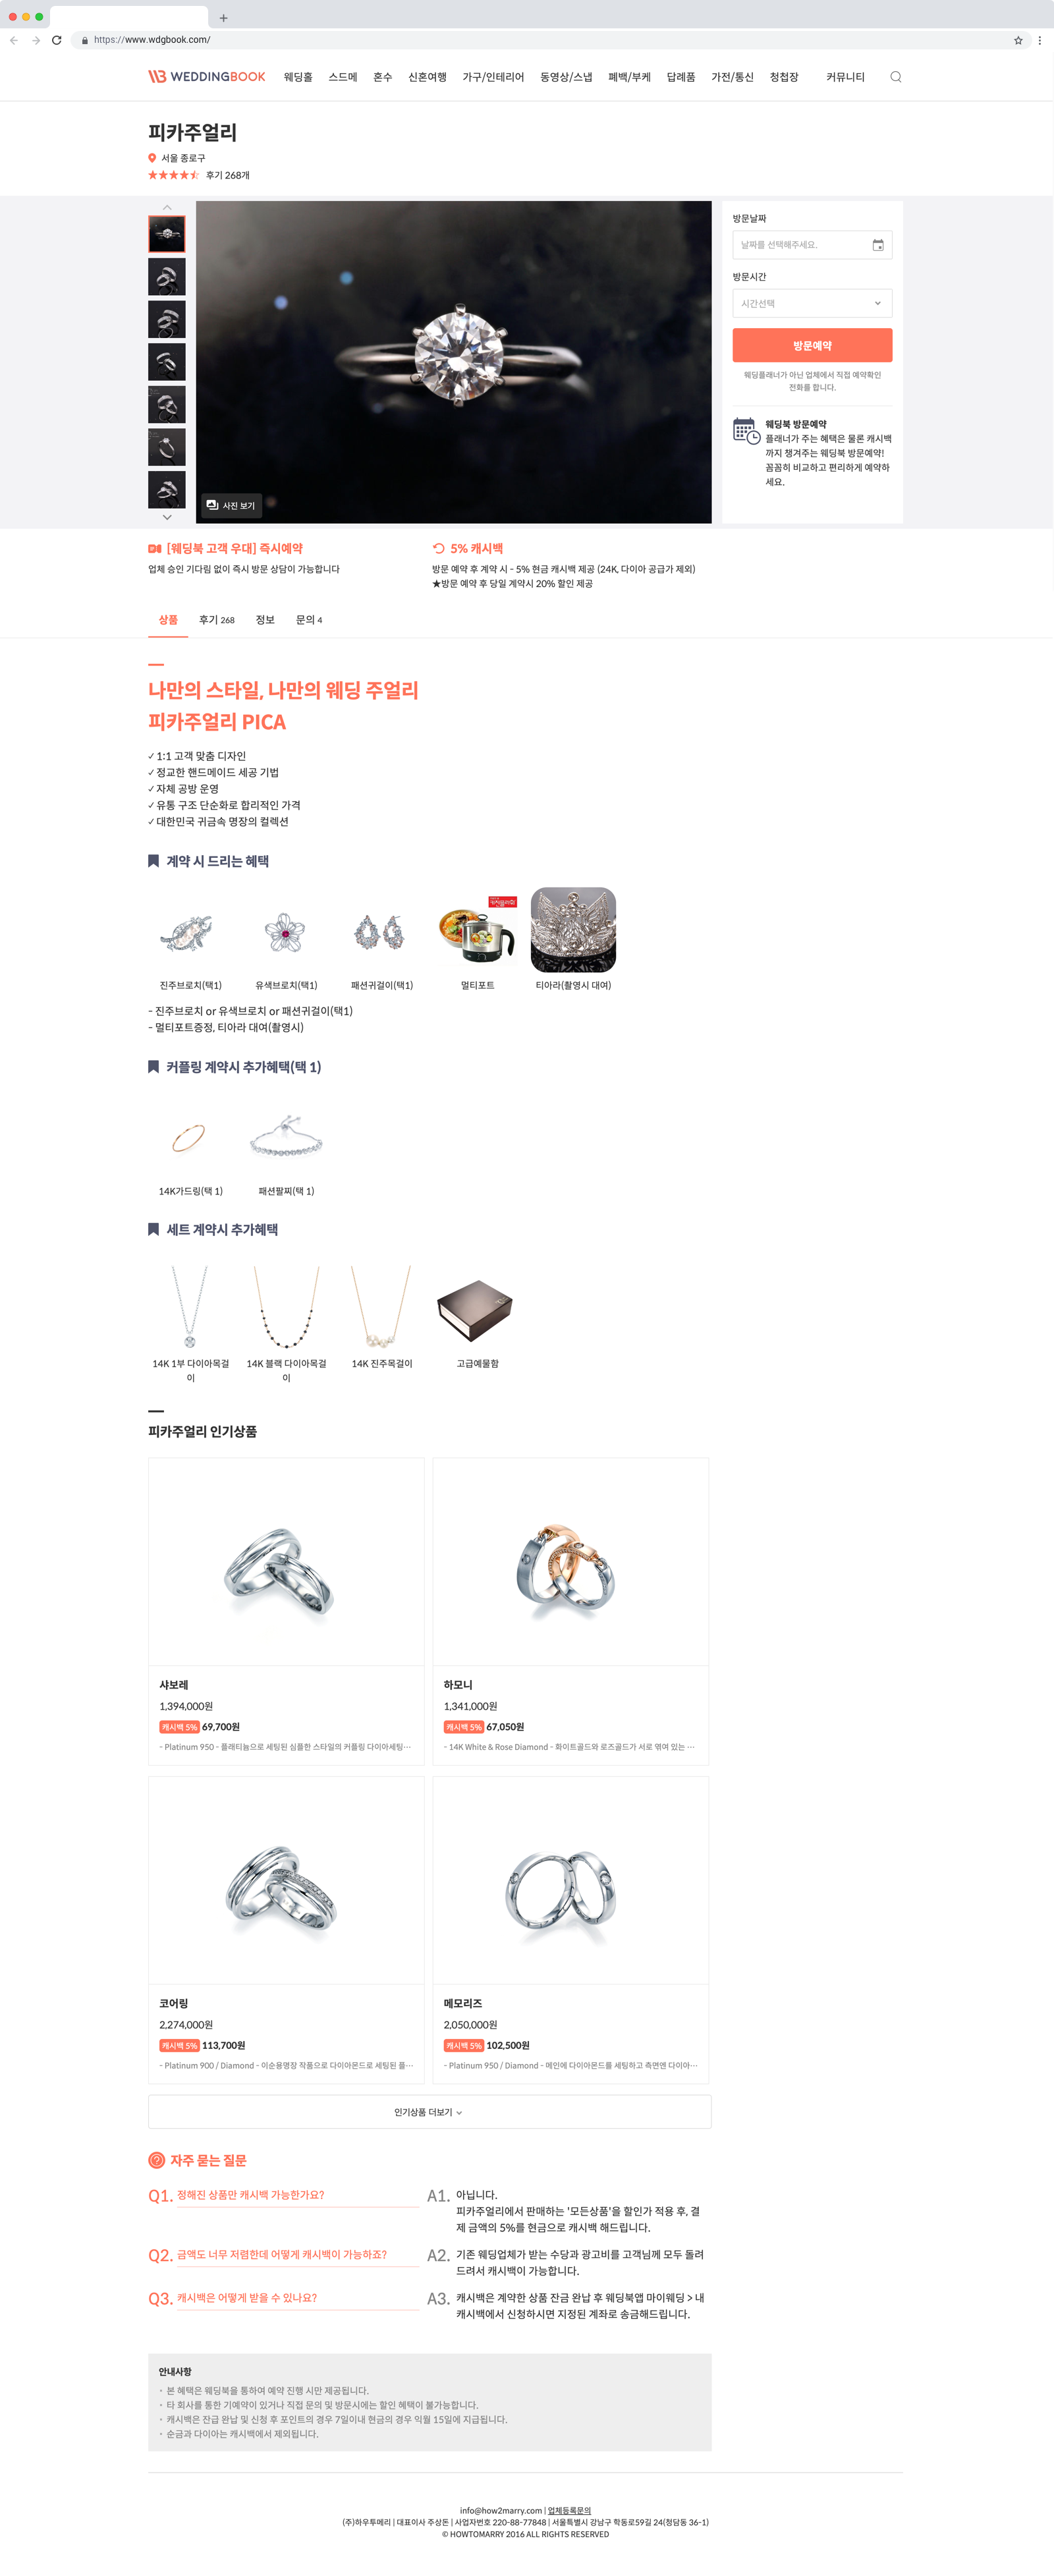 https://www.wdgbook.com/
WEDDINGBOOK
웨딩홀 스드메 혼수 신혼여행 가구/인테리어 동영상/스냅 폐백/부케 답례품 가전/통신 청첩장 커뮤니티
피카주얼리
서울 종로구
후기 268개
방문날짜
날짜를 선택해주세요.
방문시간
시간선택
방문예약
웨딩플래너가 아닌 업체에서 직접 예약확인
전화를 합니다.
웨딩북 방문예약
플래너가 주는 혜택은 물론 캐시백
까지 챙겨주는 웨딩북 방문예약!
꼼꼼히 비교하고 편리하게 예약하
세요.
사진 보기
[웨딩북 고객 우대] 즉시예약
업체 승인 기다림 없이 즉시 방문 상담이 가능합니다
5% 캐시백
방문 예약 후 계약 시 - 5% 현금 캐시백 제공 (24K, 다이아 공급가 제외)
★방문 예약 후 당일 계약시 20% 할인 제공
상품 후기 268 정보 문의 4
나만의 스타일, 나만의 웨딩 주얼리
피카주얼리 PICA
✓1:1 고객 맞춤 디자인
✓정교한 핸드메이드 세공 기법
✓자체 공방 운영
✓유통 구조 단순화로 합리적인 가격
✓대한민국 귀금속 명장의 컬렉션
계약 시 드리는 혜택
진주브로치(택1) 유색브로치(택1) 패션귀걸이(택1) 멀티포트 티아라(촬영시 대여)
- 진주브로치 or 유색브로치 or 패션귀걸이(택1)
- 멀티포트증정, 티아라 대여(촬영시)
커플링 계약시 추가혜택(택 1)
14K가드링(택 1) 패션팔찌(택 1)
세트 계약시 추가혜택
14K 1부 다이아목걸 14K 블랙 다이아목걸 14K 진주목걸이 고급예물함
이 이
피카주얼리 인기상품
샤보레
1,394,000원
캐시백 5% 69,700원
- Platinum 950 - 플래티늄으로 세팅된 심플한 스타일의 커플링 다이아세팅···
하모니
1,341,000원
캐시백 5% 67,050원
- 14K White & Rose Diamond - 화이트골드와 로즈골드가 서로 엮여 있는 ···
코어링
2,274,000원
캐시백 5% 113,700원
- Platinum 900 / Diamond - 이순용명장 작품으로 다이아몬드로 세팅된 플···
메모리즈
2,050,000원
캐시백 5% 102,500원
- Platinum 950 / Diamond - 메인에 다이아몬드를 세팅하고 측면엔 다이아···
인기상품 더보기
자주 묻는 질문
Q1. 정해진 상품만 캐시백 가능한가요?
A1. 아닙니다.
피카주얼리에서 판매하는 '모든상품'을 할인가 적용 후, 결
제 금액의 5%를 현금으로 캐시백 해드립니다.
Q2. 금액도 너무 저렴한데 어떻게 캐시백이 가능하죠?
A2. 기존 웨딩업체가 받는 수당과 광고비를 고객님께 모두 돌려
드려서 캐시백이 가능합니다.
Q3. 캐시백은 어떻게 받을 수 있나요?
A3. 캐시백은 계약한 상품 잔금 완납 후 웨딩북앱 마이웨딩 > 내
캐시백에서 신청하시면 지정된 계좌로 송금해드립니다.
안내사항
· 본 혜택은 웨딩북을 통하여 예약 진행 시만 제공됩니다.
· 타 회사를 통한 기예약이 있거나 직접 문의 및 방문시에는 할인 혜택이 불가능합니다.
· 캐시백은 잔급 완납 및 신청 후 포인트의 경우 7일이내 현금의 경우 익월 15일에 지급됩니다.
· 순금과 다이아는 캐시백에서 제외됩니다.
info@how2marry.com | 업체등록문의
(주)하우투메리 | 대표이사 주상돈 | 사업자번호 220-88-77848 | 서울특별시 강남구 학동로59길 24(청담동 36-1)
© HOWTOMARRY 2016 ALL RIGHTS RESERVED